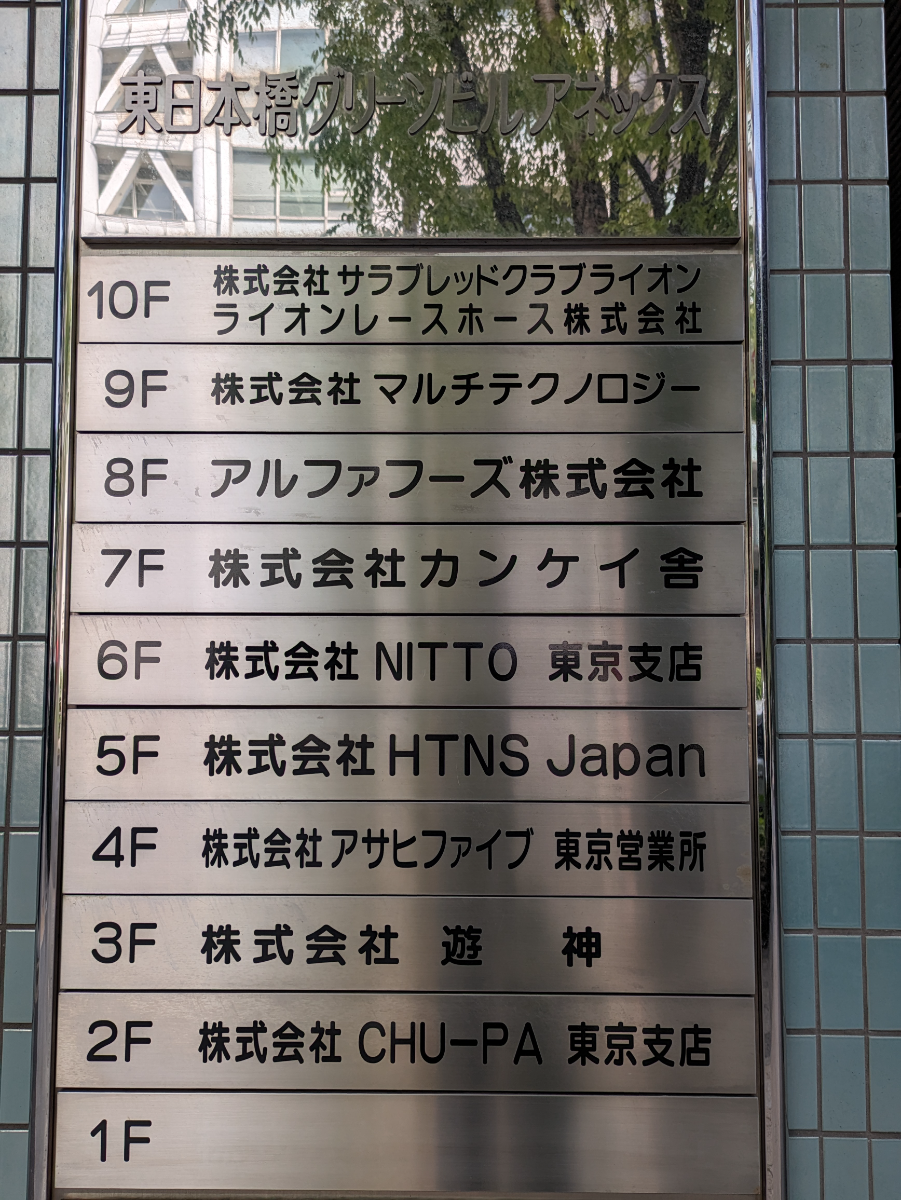 東日本橋グリーンビルアネックス
10F 株式会社サラブレッドクラブライオン
ライオンレースホース株式会社
9F 株式会社マルチテクノロジー
8F アルファフーズ株式会社
7F 株式会社カンケイ舎
6F 株式会社NITTO 東京支店
5F 株式会社HTNS Japan
4F 株式会社アサヒファイブ 東京営業所
3F 株式会社 遊 神
2F 株式会社CHU-PA 東京支店
1F